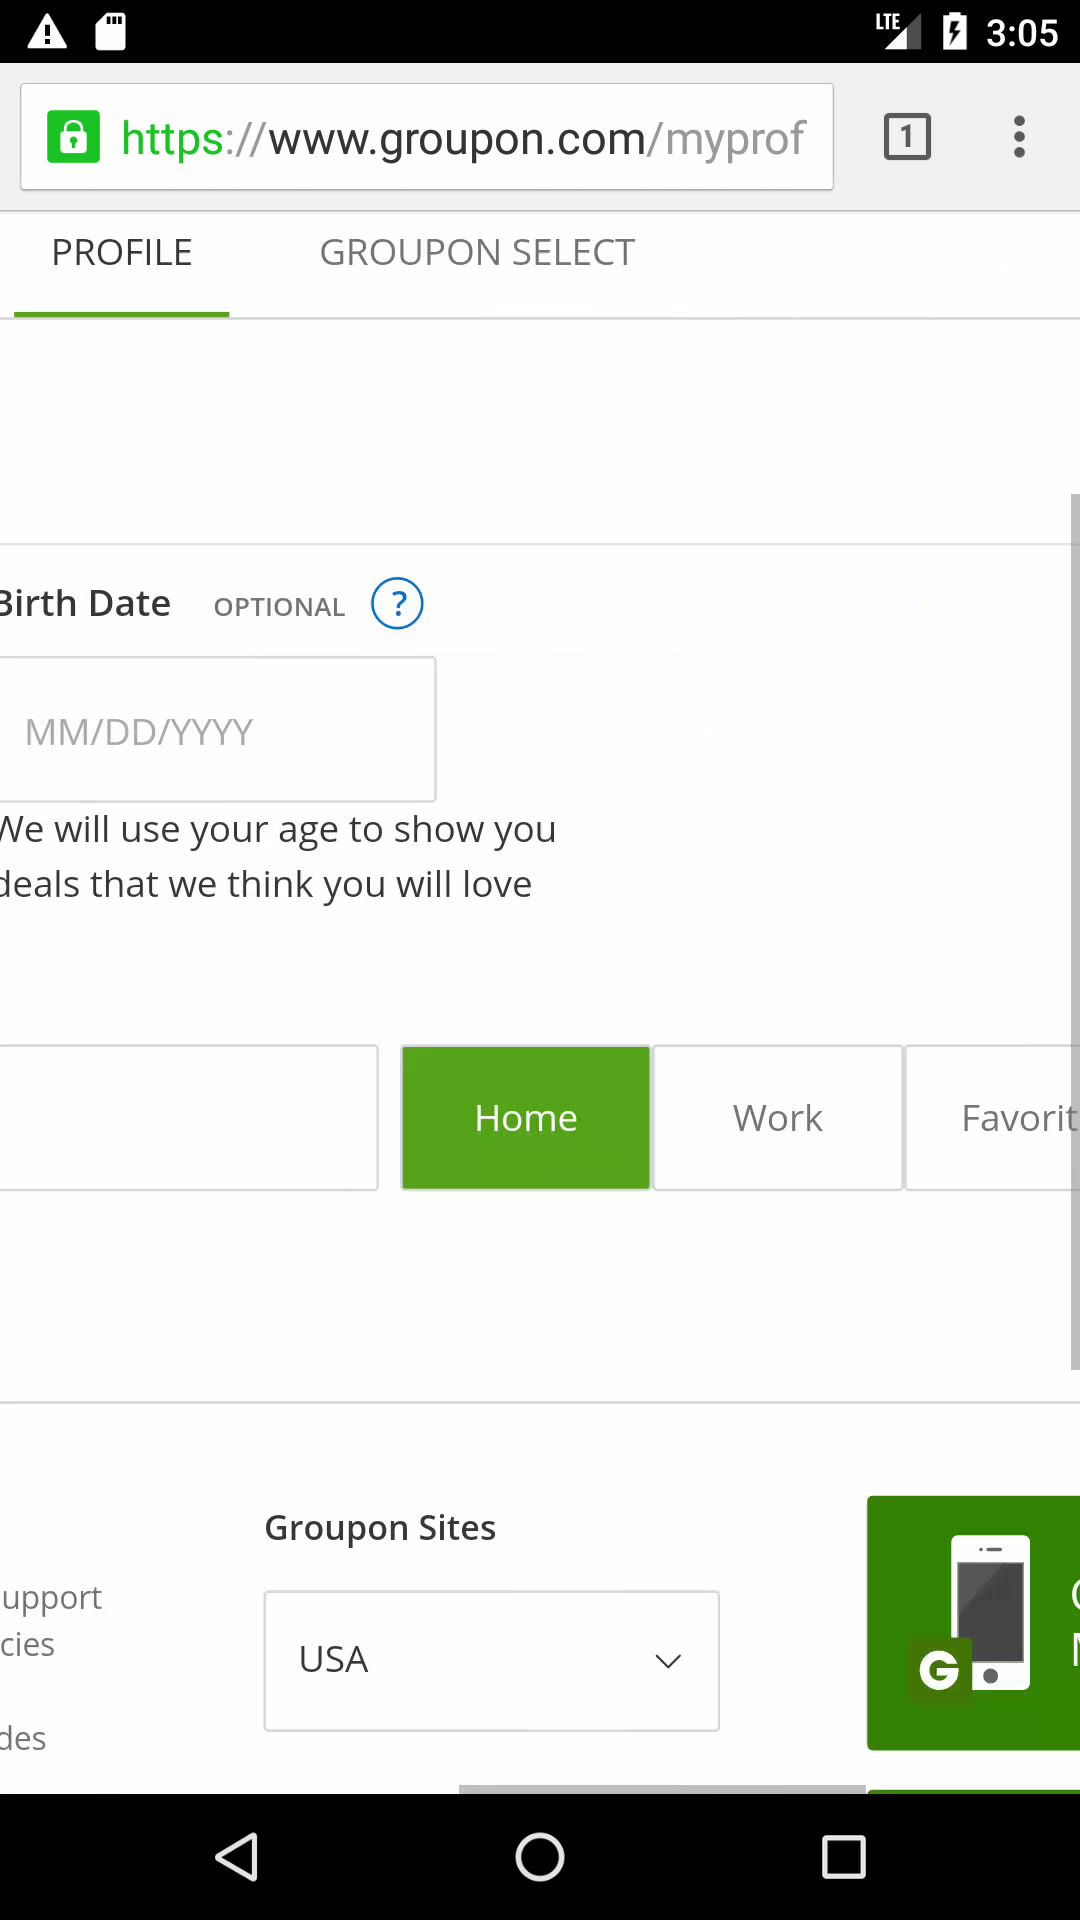 LTE 3:05
https://www.groupon.com/myprof
1
PROFILE GROUPON SELECT
Birth Date OPTIONAL ?
MM/DD/YYYY
We will use your age to show you
deals that we think you will love
Home Work Favorit
Groupon Sites
upport
cies
USA
G
des